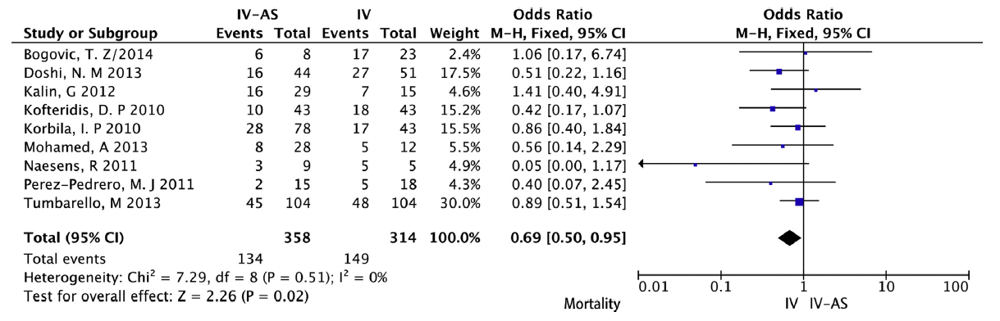 IV-AS IV Odds Ratio Odds Ratio
Study or Subgroup Events Total Events Total Weight M-H, Fixed, 95% CI M-H, Fixed, 95% CI
Bogovic, T. Z/2014 6 8 17 23 2.4% 1.06 [0.17, 6.74]
Doshi, N. M 2013 16 44 27 51 17.5% 0.51 [0.22, 1.16]
Kalin, G 2012 16 29 7 15 4.6% 1.41 [0.40, 4.91]
Kofteridis, D. P 2010 10 43 18 43 15.2% 0.42 [0.17, 1.07]
Korbila, I. P 2010 28 78 17 43 15.5% 0.86 [0.40, 1.84]
Mohamed, A 2013 8 28 5 12 5.5% 0.56 [0.14, 2.29]
Naesens, R 2011 3 9 5 5 4.9% 0.05 [0.00, 1.17]
Perez-Pedrero, M. J 2011 2 15 5 18 4.3% 0.40 [0.07, 2.45]
Tumbarello, M 2013 45 104 48 104 30.0% 0.89 [0.51, 1.54]
Total (95% CI) 358 314 100.0% 0.69 [0.50, 0.95]
Total events 134 149
Heterogeneity: Chi² = 7.29, df = 8 (P = 0.51); I² = 0%
Test for overall effect: Z = 2.26 (P = 0.02)
0.01 0.1 1 10 100
Mortality IV IV-AS